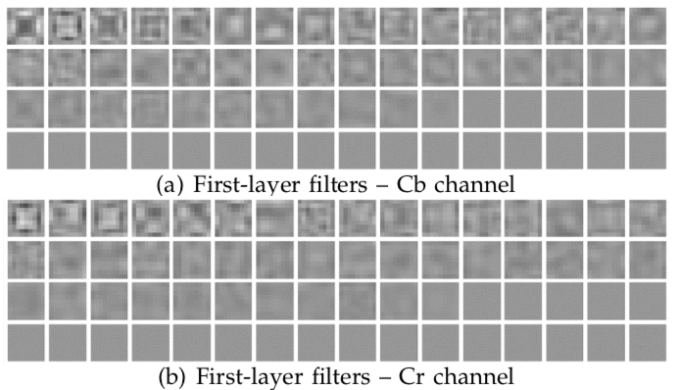 (a) First-layer filters – Cb channel
(b) First-layer filters – Cr channel